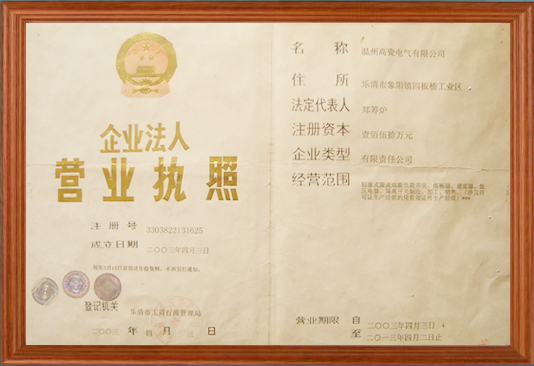 企业法人
营业执照
注册号 3303822131625
成立日期 二〇〇三年四月三日
登记机关 乐清市工商行政管理局
二〇〇三 年 四 月 三 日
名称 温州高瓷电气有限公司
住所 乐清市象阳镇四板桥工业区
法定代表人 郑筹炉
注册资本 壹佰伍拾万元
企业类型 有限责任公司
经营范围
营业期限 自 二〇〇三年四月三日
至 二〇一三年四月二日止